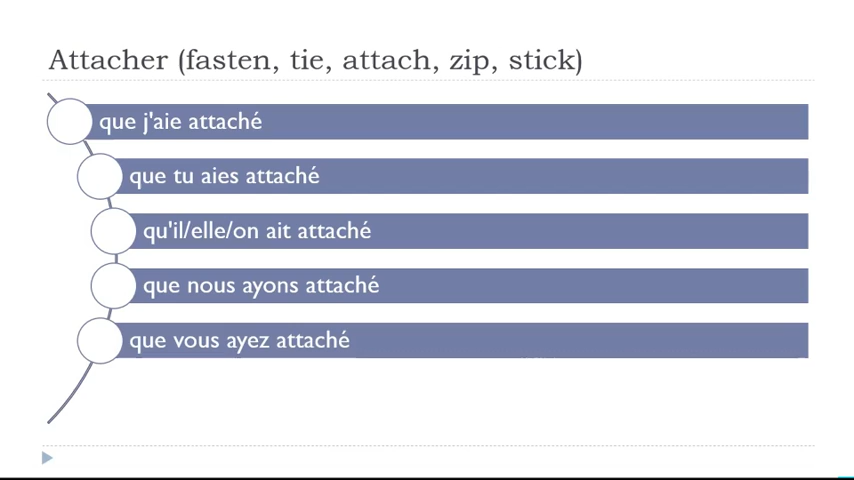 Attacher (fasten, tie, attach, zip, stick)
que j'aie attaché
que tu aies attaché
qu'il/elle/on ait attaché
que nous ayons attaché
que vous ayez attaché